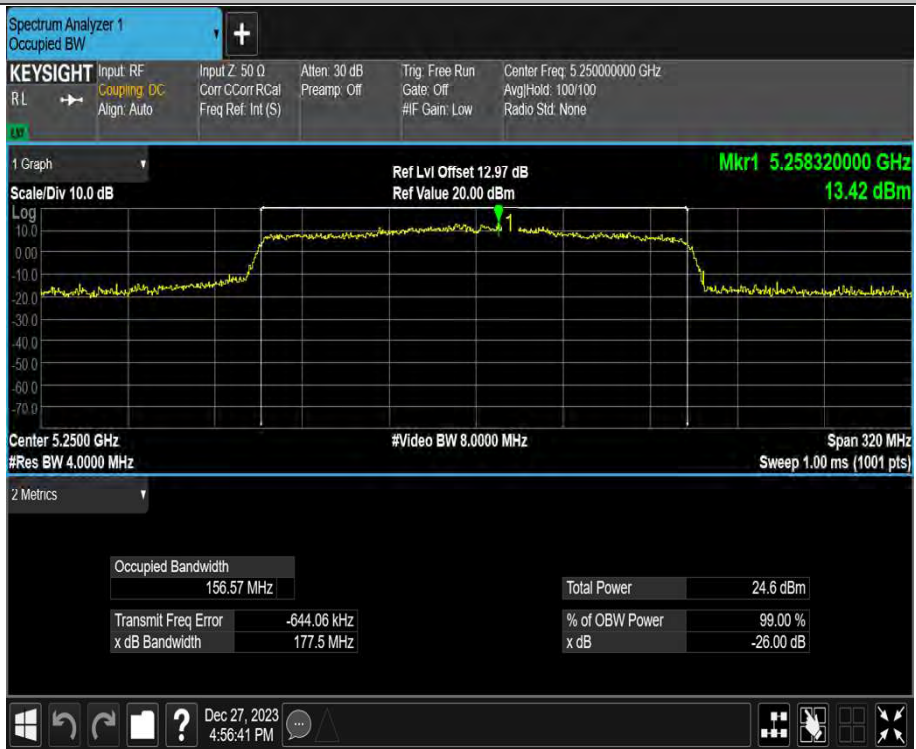 Spectrum Analyzer 1
Occupied BW
+
KEYSIGHT
RL
Input: RF
Coupling: DC
Align: Auto
Input Z: 50 Ω
Corr CCorr RCal
Freq Ref: Int (S)
Atten: 30 dB
Preamp: Off
Trig: Free Run
Gate: Off
#IF Gain: Low
Center Freq: 5.250000000 GHz
Avg|Hold: 100/100
Radio Std: None
1 Graph
Scale/Div 10.0 dB
Ref Lvl Offset 12.97 dB
Ref Value 20.00 dBm
Mkr1 5.258320000 GHz
13.42 dBm
Log
10.0
0.00
-10.0
-20.0
-30.0
-40.0
-50.0
-60.0
-70.0
1
Center 5.2500 GHz
#Video BW 8.0000 MHz
Span 320 MHz
#Res BW 4.0000 MHz
Sweep 1.00 ms (1001 pts)
2 Metrics
Occupied Bandwidth
156.57 MHz
Total Power 24.6 dBm
Transmit Freq Error -644.06 kHz
% of OBW Power 99.00 %
x dB Bandwidth 177.5 MHz
x dB -26.00 dB
?
Dec 27, 2023
4:56:41 PM